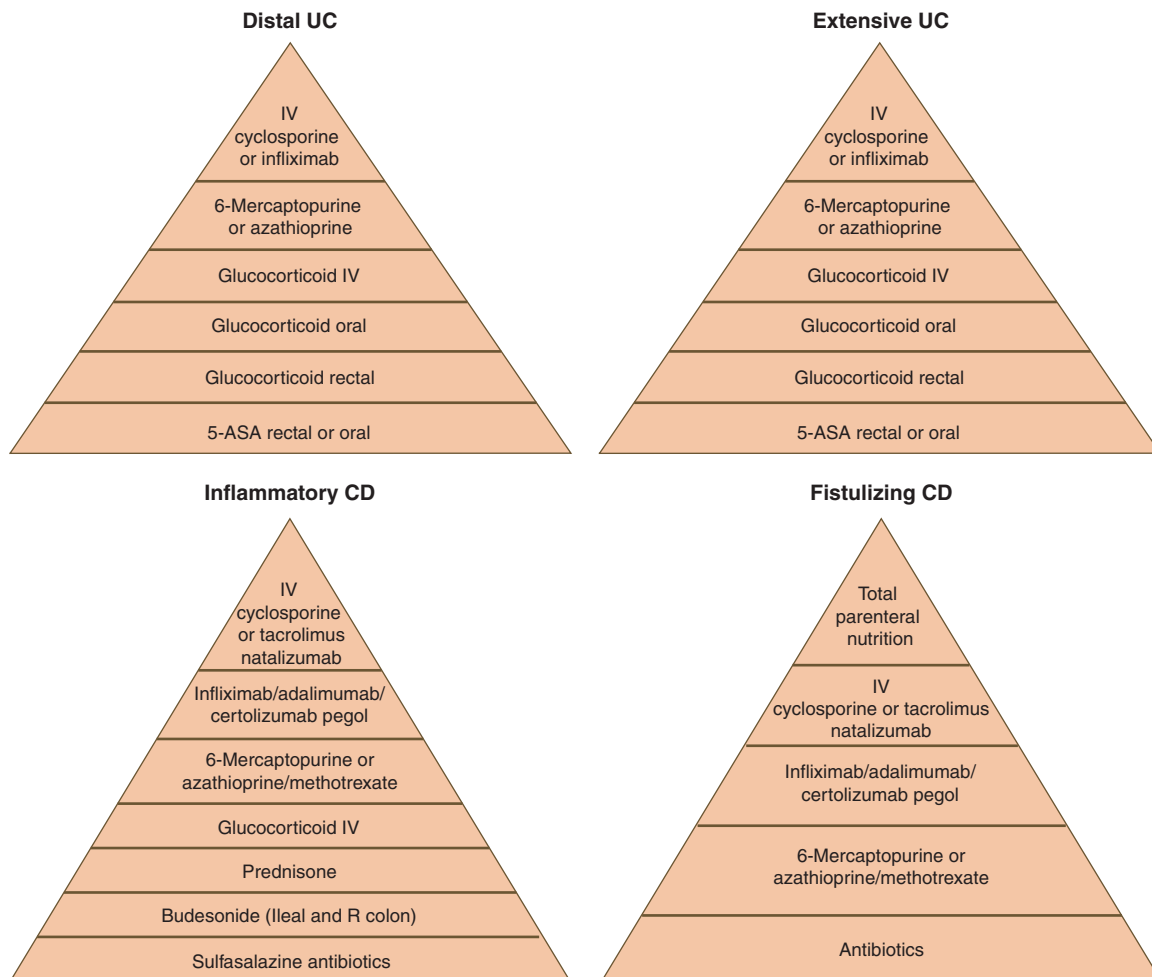 Distal UC
IV
cyclosporine
or infliximab
6-Mercaptopurine
or azathioprine
Glucocorticoid IV
Glucocorticoid oral
Glucocorticoid rectal
5-ASA rectal or oral
Extensive UC
IV
cyclosporine
or infliximab
6-Mercaptopurine
or azathioprine
Glucocorticoid IV
Glucocorticoid oral
Glucocorticoid rectal
5-ASA rectal or oral
Inflammatory CD
IV
cyclosporine
or tacrolimus
natalizumab
Infliximab/adalimumab/
certolizumab pegol
6-Mercaptopurine or
azathioprine/methotrexate
Glucocorticoid IV
Prednisone
Budesonide (Ileal and R colon)
Sulfasalazine antibiotics
Fistulizing CD
Total
parenteral
nutrition
IV
cyclosporine or tacrolimus
natalizumab
Infliximab/adalimumab/
certolizumab pegol
6-Mercaptopurine or
azathioprine/methotrexate
Antibiotics